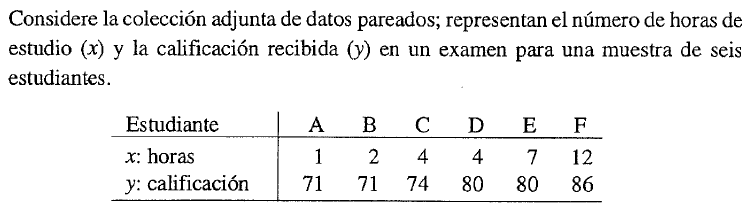 Considere la colección adjunta de datos pareados; representan el número de horas de
estudio (x) y la calificación recibida (y) en un examen para una muestra de seis
estudiantes.
Estudiante A B C D E F
x: horas 1 2 4 4 7 12
y: calificación 71 71 74 80 80 86